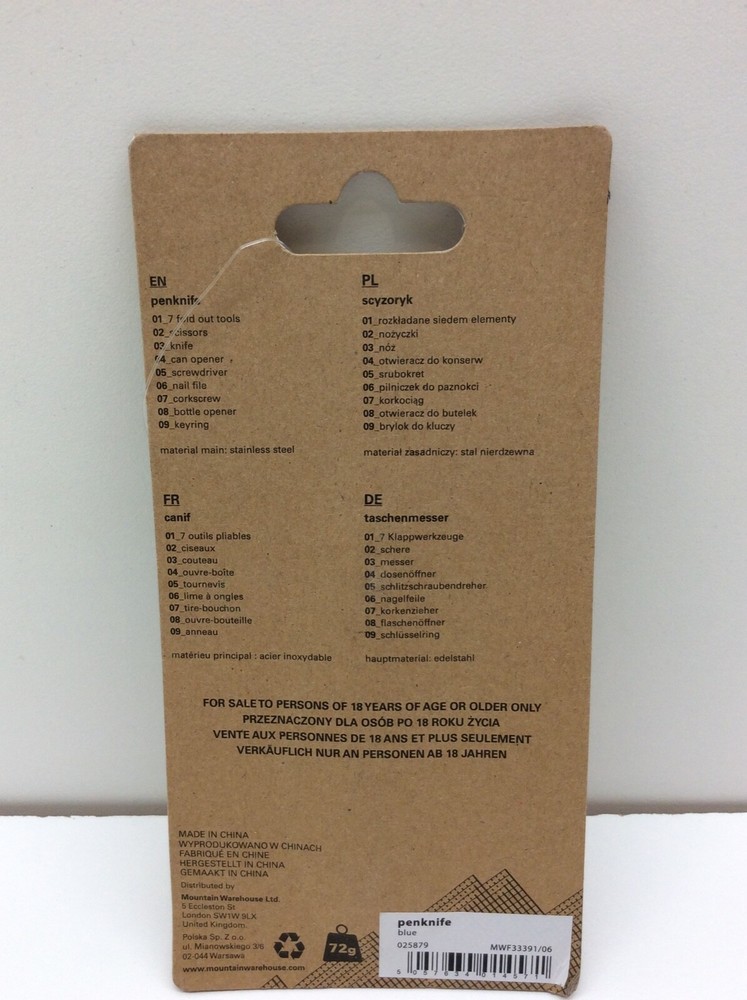 EN
penknife
01_7 fold out tools
02_scissors
03_knife
04_can opener
05_screwdriver
06_nail file
07_corkscrew
08_bottle opener
09_keyring
material main: stainless steel
PL
scyzoryk
01_rozkładane siedem elementy
02_nożyczki
03_nóz
04_otwieracz do konserw
05_srubokret
06_pilniczek do paznokci
07_korkociąg
08_otwieracz do butelek
09_brylok do kluczy
materiał zasadniczy: stal nierdzewna
FR
canif
01_7 outils pliables
02_ciseaux
03_couteau
04_ouvre-boîte
05_tournevis
06_lime à ongles
07_tire-bouchon
08_ouvre-bouteille
09_anneau
matérieu principal : acier inoxydable
DE
taschenmesser
01_7 Klappwerkzeuge
02_schere
03_messer
04_dosenöffner
05_schlitzschraubendreher
06_nagelfeile
07_korkenzieher
08_flaschenöffner
09_schlüsselring
hauptmaterial: edelstahl
FOR SALE TO PERSONS OF 18 YEARS OF AGE OR OLDER ONLY
PRZEZNACZONY DLA OSÓB PO 18 ROKU ŻYCIA
VENTE AUX PERSONNES DE 18 ANS ET PLUS SEULEMENT
VERKÄUFLICH NUR AN PERSONEN AB 18 JAHREN
MADE IN CHINA
WYPRODUKOWANO W CHINACH
FABRIQUÉ EN CHINE
HERGESTELLT IN CHINA
GEMAAKT IN CHINA
Distributed by
Mountain Warehouse Ltd.
5 Eccleston St
London SW1W 9LX
United Kingdom.
Polska Sp. Z o.o.
ul. Mianowskiego 3/6
02-044 Warsawa
www.mountainwarehouse.com
72g
penknife
blue
025879 MWF33391/06
5 057634 01457